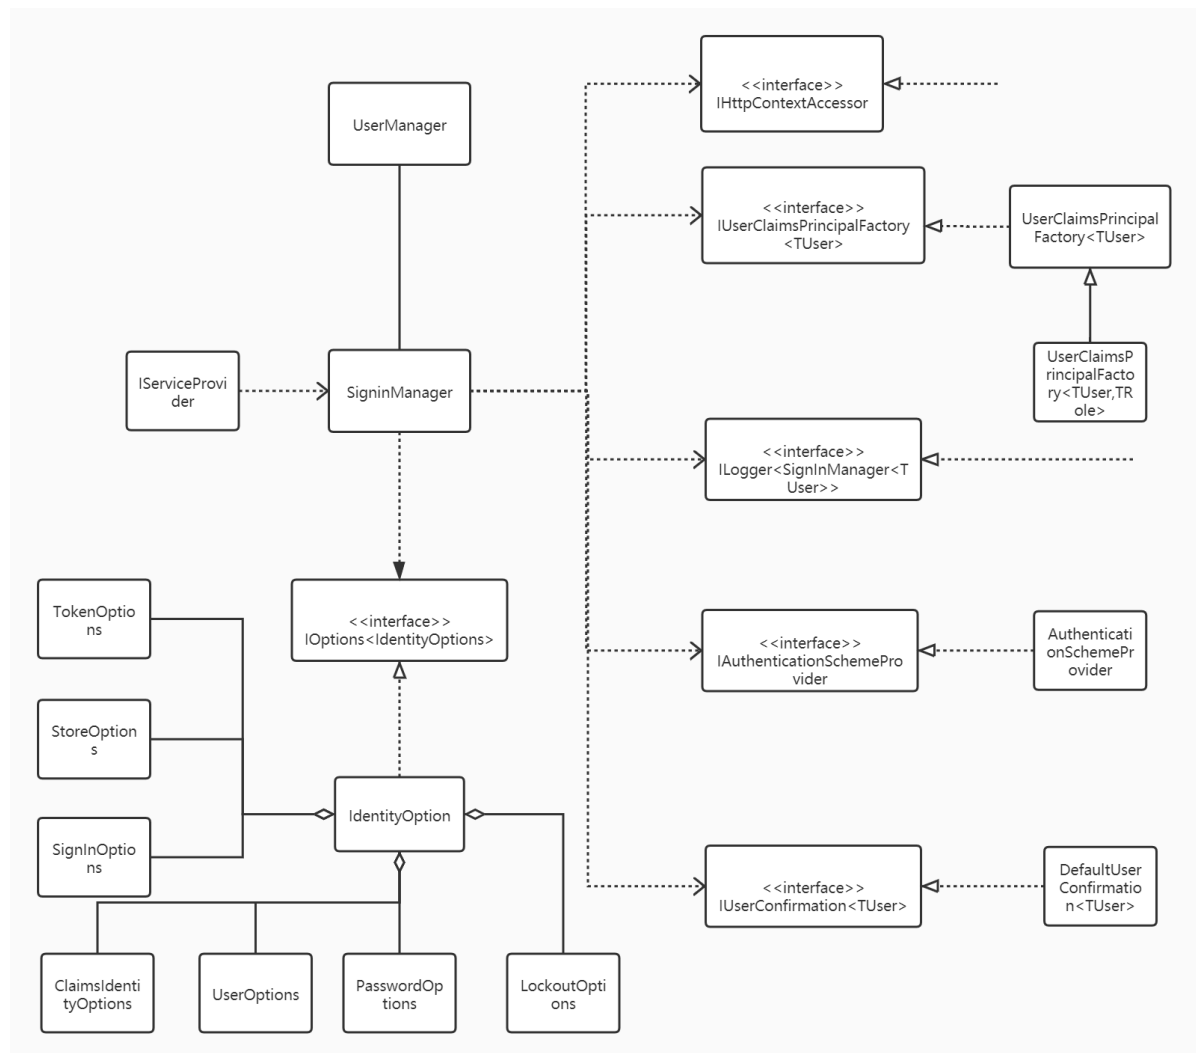 <<interface>>
IHttpContextAccessor
UserManager
<<interface>>
IUserClaimsPrincipalFactory
<TUser>
UserClaimsPrincipal
Factory<TUser>
IServiceProvi
der
SigninManager
UserClaimsP
rincipalFacto
ry<TUser,TR
ole>
<<interface>>
ILogger<SignInManager<T
User>>
TokenOptio
ns
<<interface>>
IOptions<IdentityOptions>
<<interface>>
IAuthenticationSchemePro
vider
Authenticati
onSchemePr
ovider
StoreOption
s
SignInOptio
ns
IdentityOption
<<interface>>
IUserConfirmation<TUser>
DefaultUser
Confirmatio
n<TUser>
ClaimsIdenti
tyOptions
UserOptions
PasswordOp
tions
LockoutOpti
ons